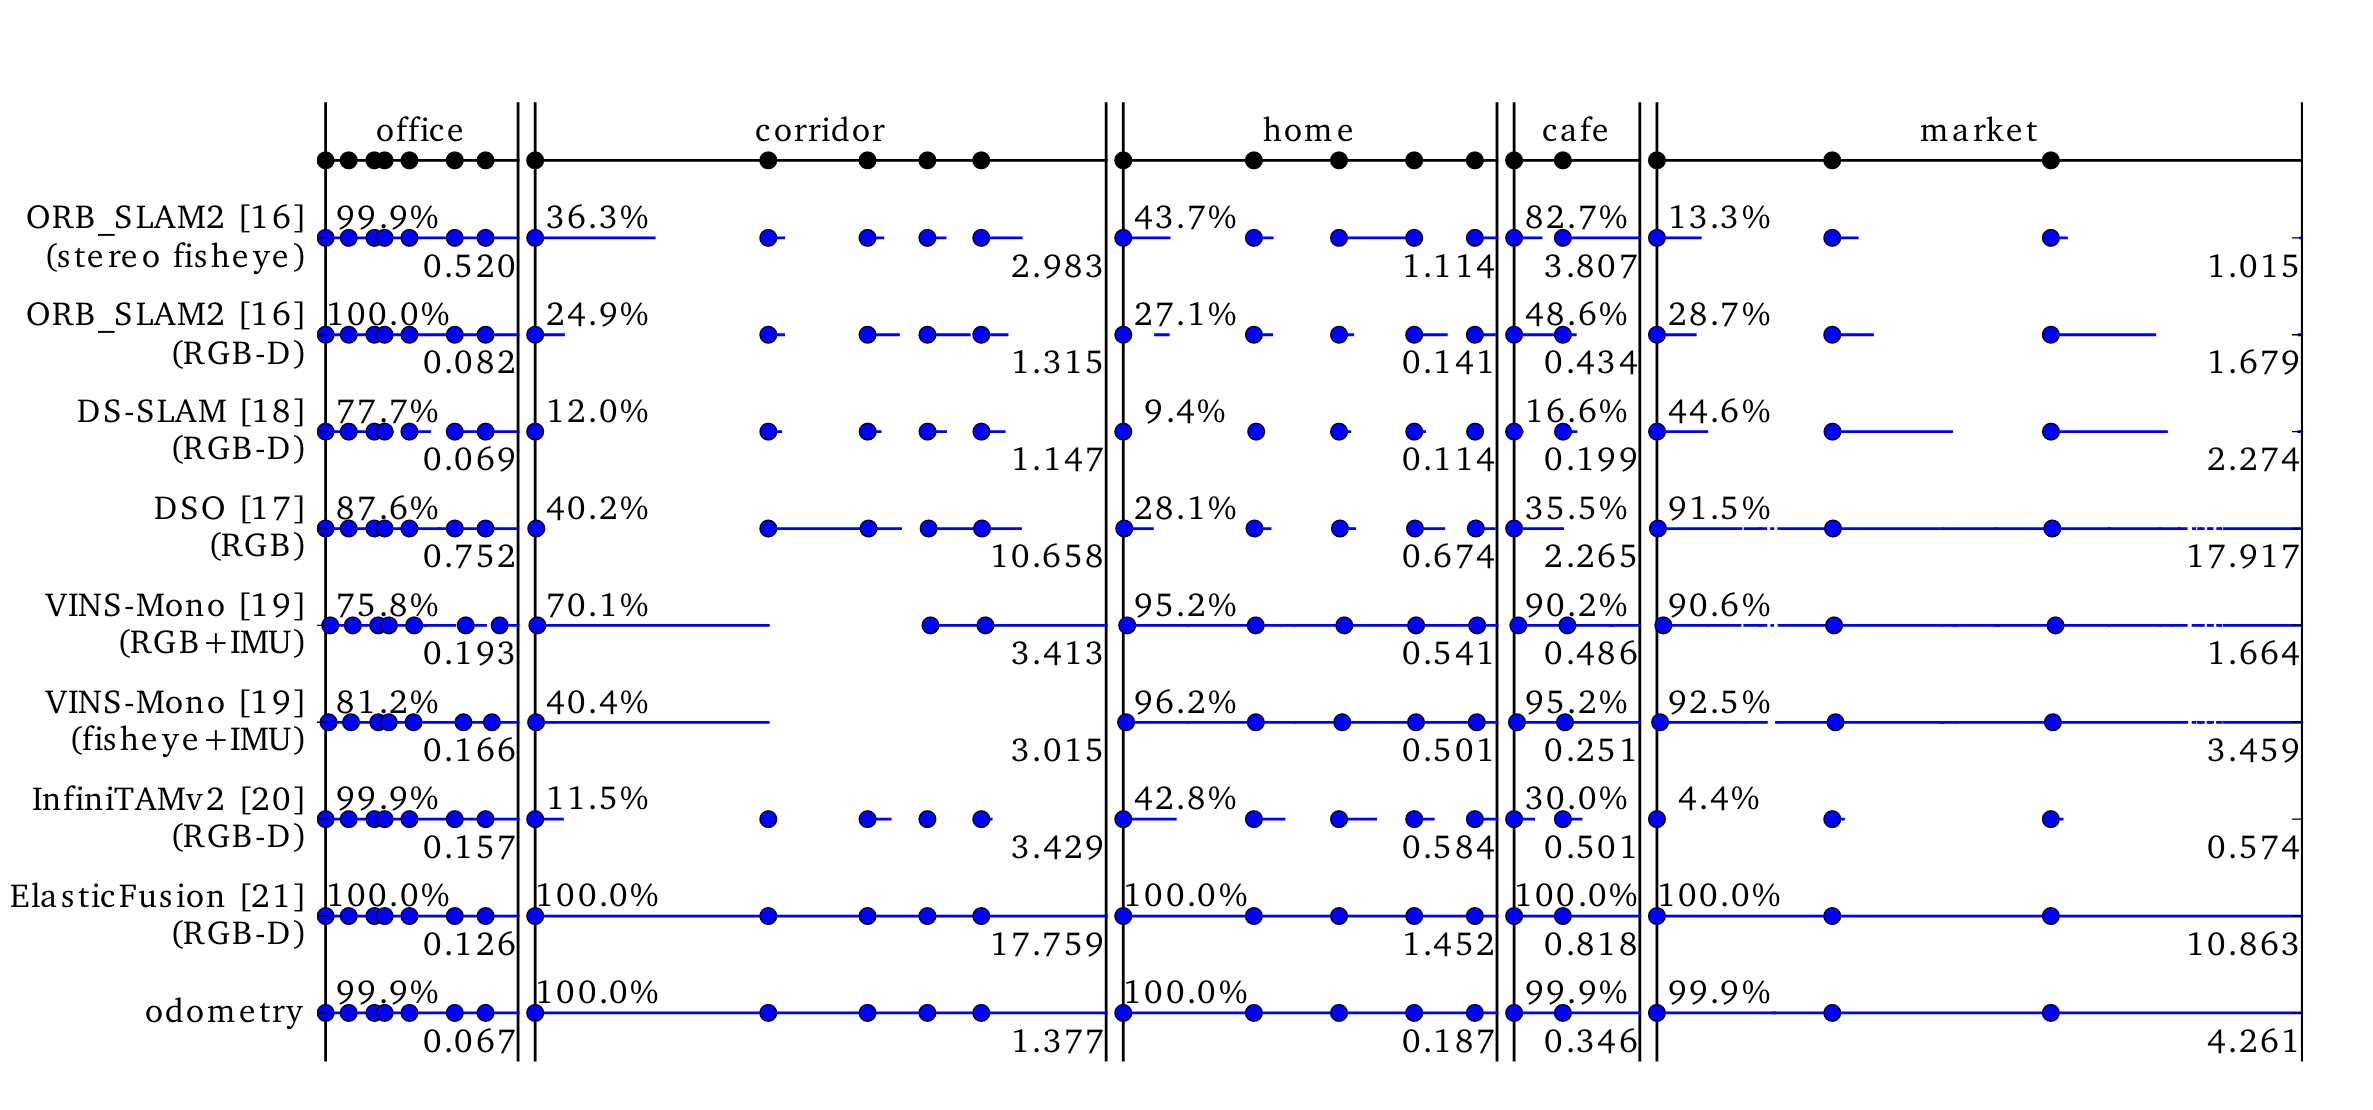 office corridor home cafe market
ORB_SLAM2 [16] 99.9% 36.3% 43.7% 82.7% 13.3%
(stereo fisheye) 0.520 2.983 1.114 3.807 1.015
ORB_SLAM2 [16] 100.0% 24.9% 27.1% 48.6% 28.7%
(RGB-D) 0.082 1.315 0.141 0.434 1.679
DS-SLAM [18] 77.7% 12.0% 9.4% 16.6% 44.6%
(RGB-D) 0.069 1.147 0.114 0.199 2.274
DSO [17] 87.6% 40.2% 28.1% 35.5% 91.5%
(RGB) 0.752 10.658 0.674 2.265 17.917
VINS-Mono [19] 75.8% 70.1% 95.2% 90.2% 90.6%
(RGB+IMU) 0.193 3.413 0.541 0.486 1.664
VINS-Mono [19] 81.2% 40.4% 96.2% 95.2% 92.5%
(fisheye+IMU) 0.166 3.015 0.501 0.251 3.459
InfiniTAMv2 [20] 99.9% 11.5% 42.8% 30.0% 4.4%
(RGB-D) 0.157 3.429 0.584 0.501 0.574
ElasticFusion [21] 100.0% 100.0% 100.0% 100.0% 100.0%
(RGB-D) 0.126 17.759 1.452 0.818 10.863
odometry 99.9% 100.0% 100.0% 99.9% 99.9%
0.067 1.377 0.187 0.346 4.261